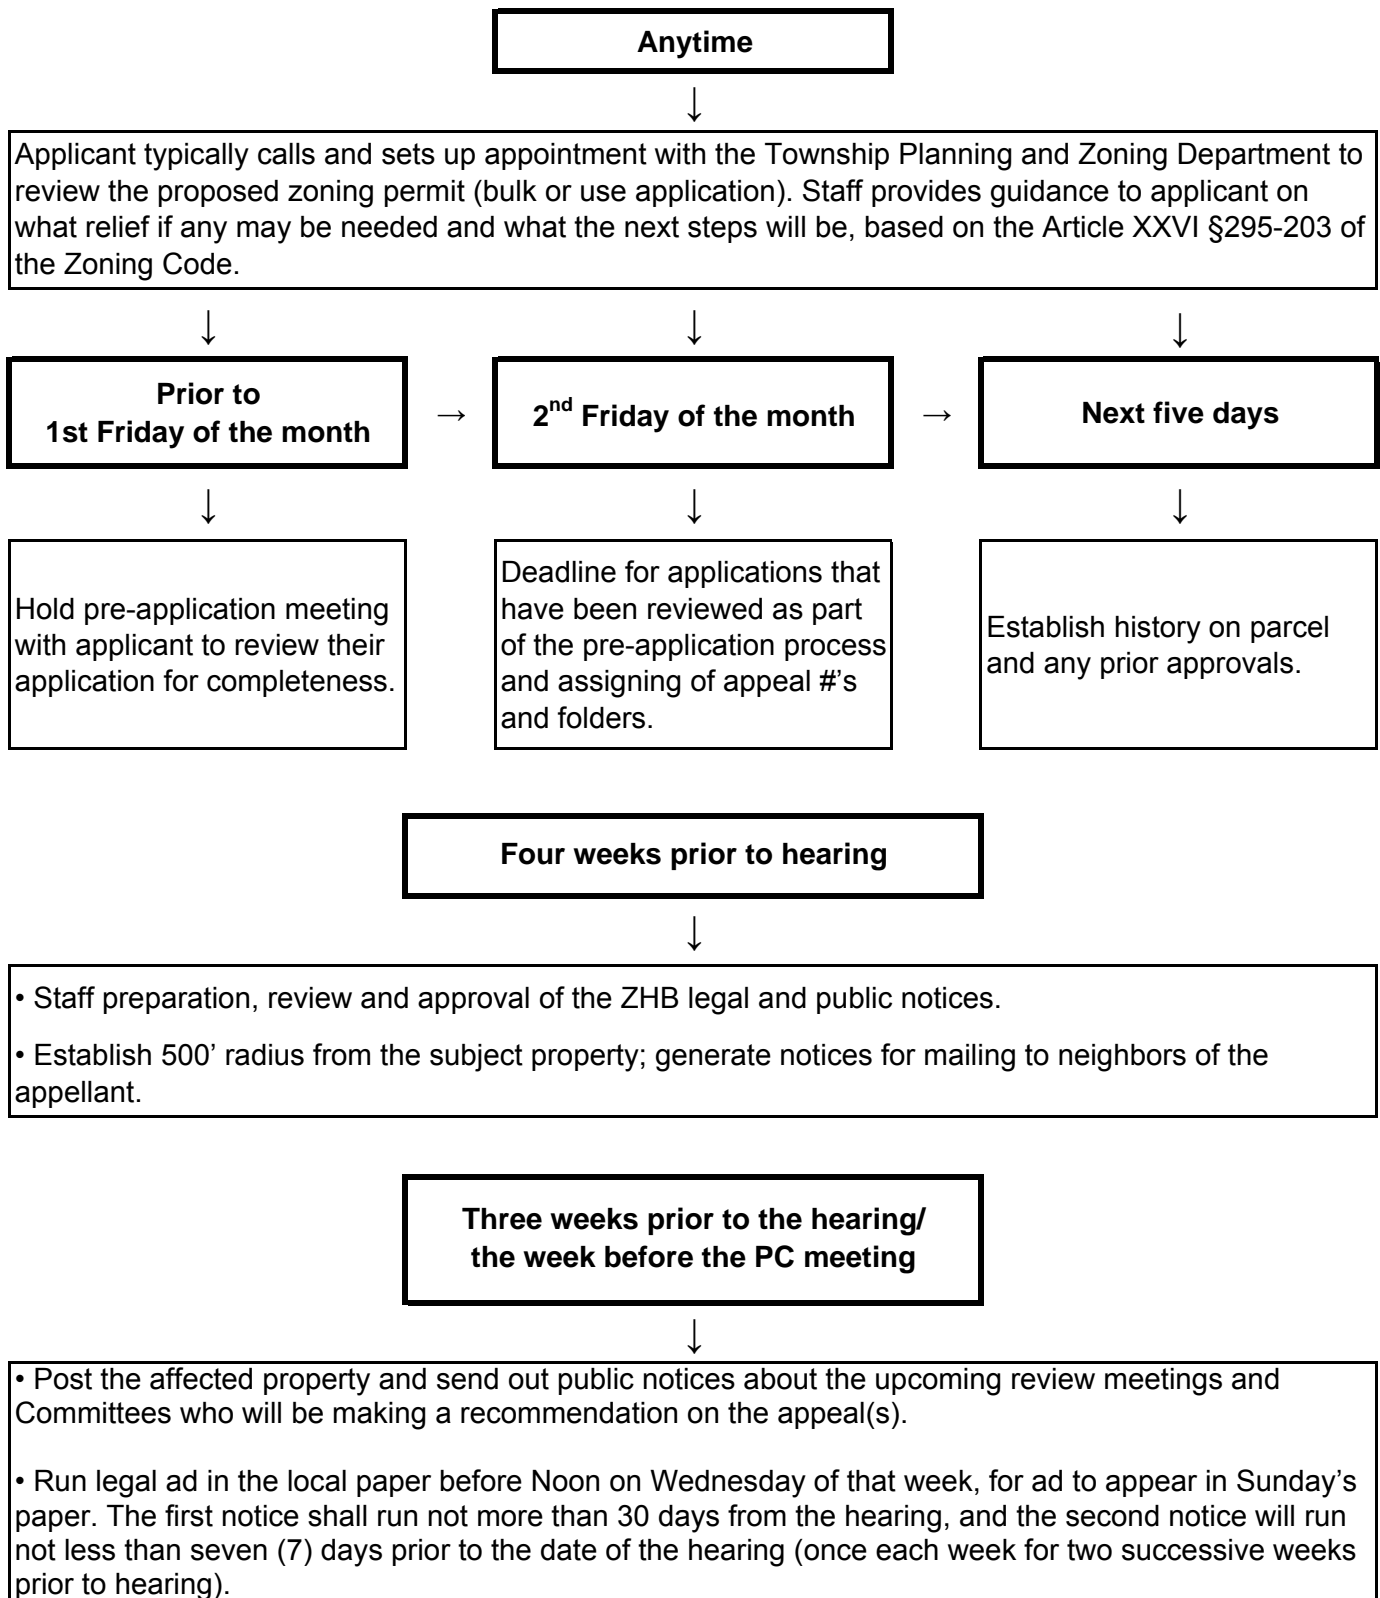 Anytime
↓
Applicant typically calls and sets up appointment with the Township Planning and Zoning Department to
review the proposed zoning permit (bulk or use application). Staff provides guidance to applicant on
what relief if any may be needed and what the next steps will be, based on the Article XXVI §295-203 of
the Zoning Code.
↓ ↓ ↓
Prior to
1st Friday of the month
→
2nd Friday of the month
→
Next five days
↓ ↓ ↓
Hold pre-application meeting
with applicant to review their
application for completeness.
Deadline for applications that
have been reviewed as part
of the pre-application process
and assigning of appeal #'s
and folders.
Establish history on parcel
and any prior approvals.
Four weeks prior to hearing
↓
• Staff preparation, review and approval of the ZHB legal and public notices.
• Establish 500’ radius from the subject property; generate notices for mailing to neighbors of the
appellant.
Three weeks prior to the hearing/
the week before the PC meeting
↓
• Post the affected property and send out public notices about the upcoming review meetings and
Committees who will be making a recommendation on the appeal(s).
• Run legal ad in the local paper before Noon on Wednesday of that week, for ad to appear in Sunday’s
paper. The first notice shall run not more than 30 days from the hearing, and the second notice will run
not less than seven (7) days prior to the date of the hearing (once each week for two successive weeks
prior to hearing).